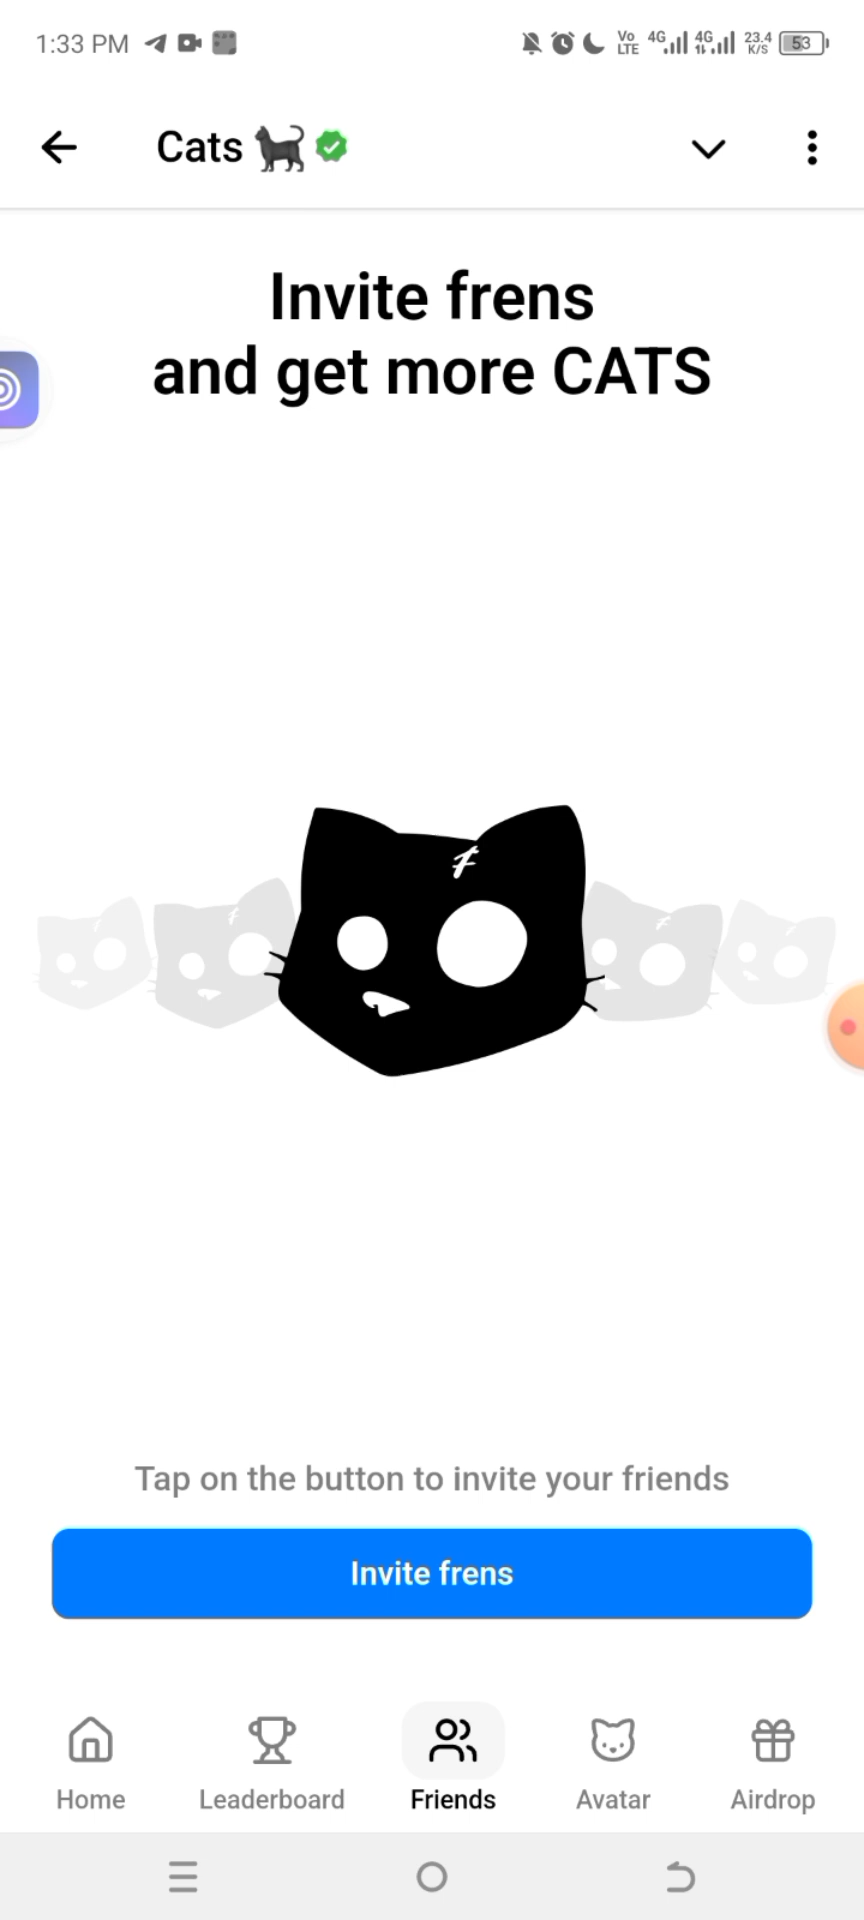 1:33 PM
Vo LTE 4G 4G 23.4 K/S 53
Cats
Invite frens
and get more CATS
Tap on the button to invite your friends
Invite frens
Home Leaderboard Friends Avatar Airdrop